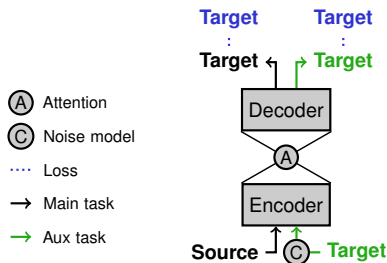 Target Target
Target Target
Decoder
A Attention
C Noise model
A
Loss
Main task
Encoder
Aux task
Source C Target